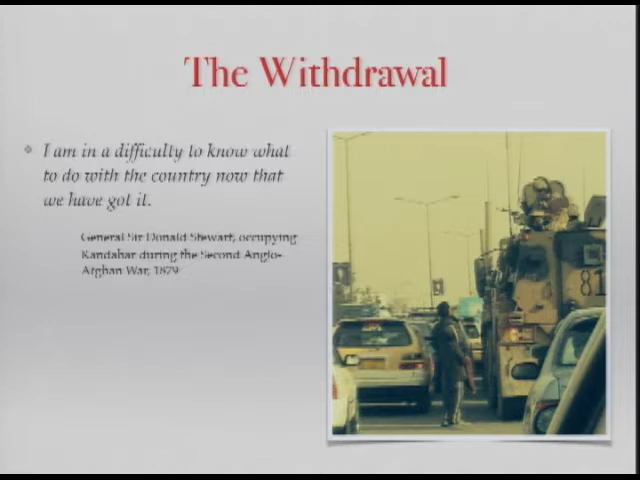 The Withdrawal
I am in a difficulty to know what
to do with the country now that
we have got it.
General Sir Donald Stewart, occupying
Kandahar during the Second Anglo-
Afghan War, 1879
81